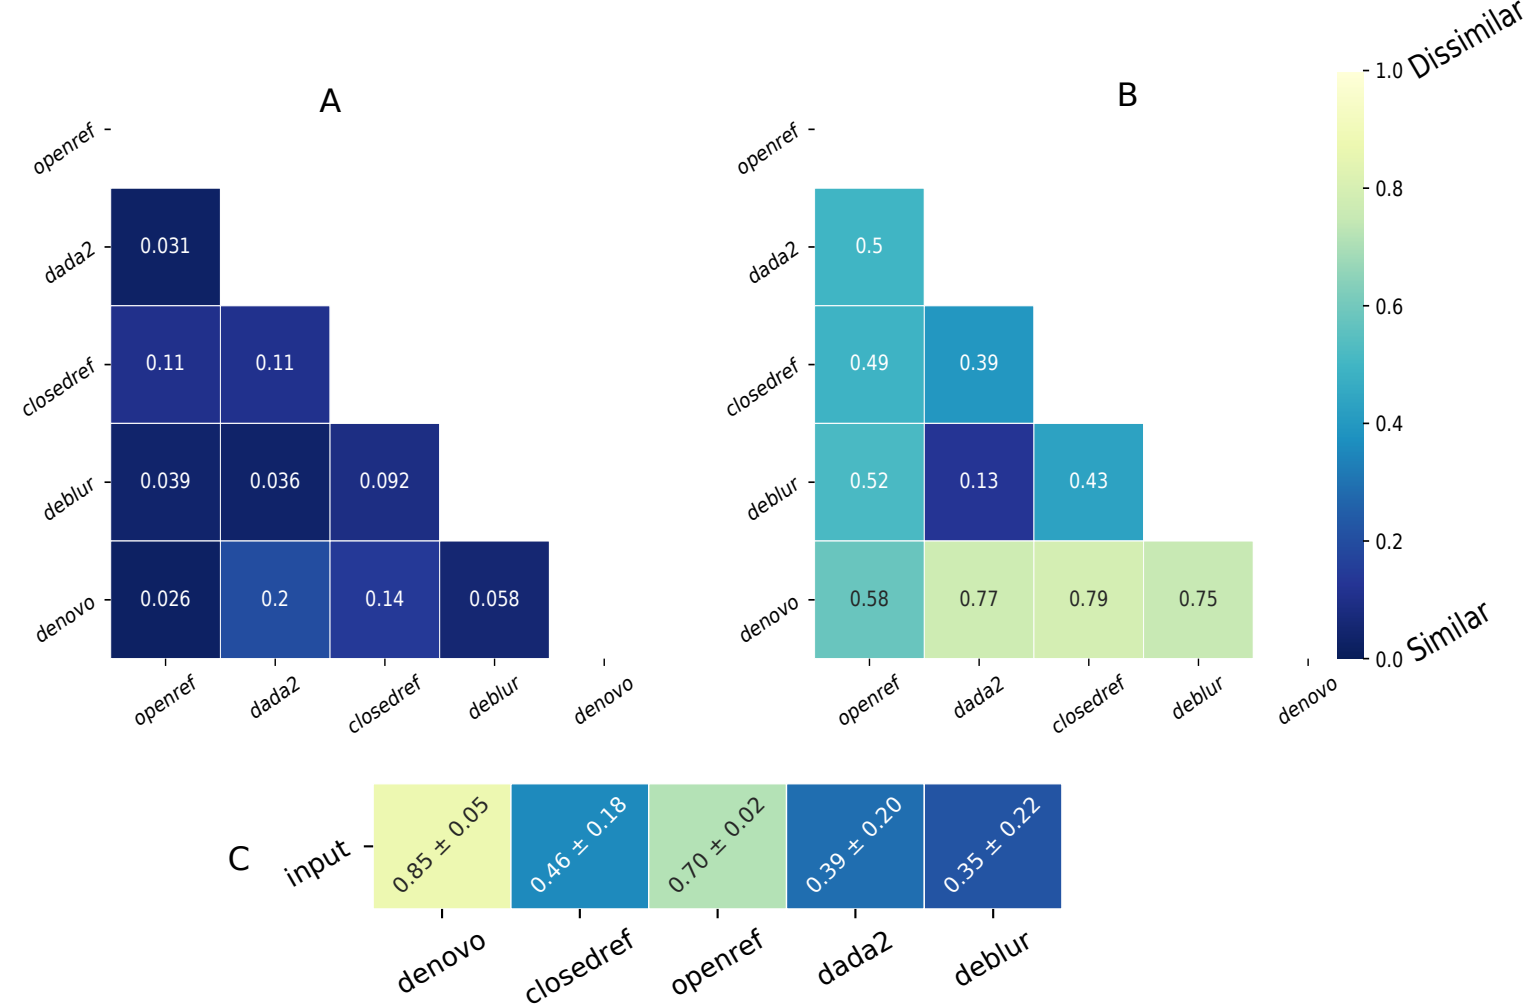 A
openref
dada2
0.031
closedref
0.11 0.11
deblur
0.039 0.036 0.092
denovo
0.026 0.2 0.14 0.058
openref dada2 closedref deblur denovo
B
openref
dada2
0.5
closedref
0.49 0.39
deblur
0.52 0.13 0.43
denovo
0.58 0.77 0.79 0.75
openref dada2 closedref deblur denovo
Dissimilar
1.0
0.8
0.6
0.4
0.2
0.0
Similar
C
input
0.85 ± 0.05
0.46 ± 0.18
0.70 ± 0.02
0.39 ± 0.20
0.35 ± 0.22
denovo closedref openref dada2 deblur